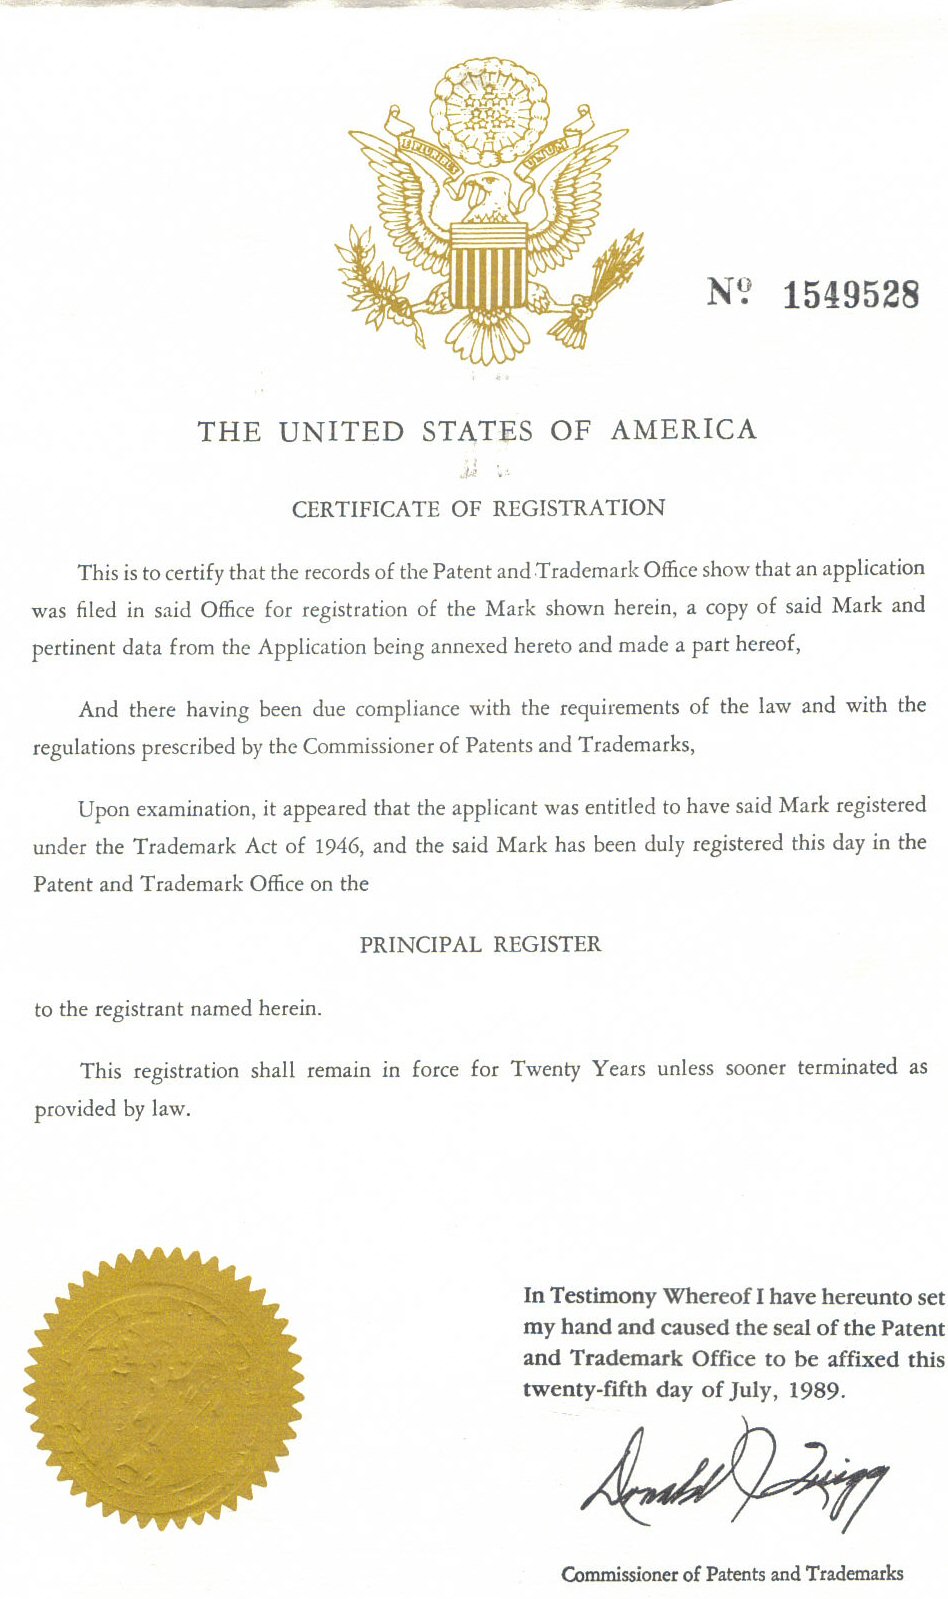 Nº 1549528
THE UNITED STATES OF AMERICA
CERTIFICATE OF REGISTRATION
This is to certify that the records of the Patent and Trademark Office show that an application
was filed in said Office for registration of the Mark shown herein, a copy of said Mark and
pertinent data from the Application being annexed hereto and made a part hereof,
And there having been due compliance with the requirements of the law and with the
regulations prescribed by the Commissioner of Patents and Trademarks,
Upon examination, it appeared that the applicant was entitled to have said Mark registered
under the Trademark Act of 1946, and the said Mark has been duly registered this day in the
Patent and Trademark Office on the
PRINCIPAL REGISTER
to the registrant named herein.
This registration shall remain in force for Twenty Years unless sooner terminated as
provided by law.
In Testimony Whereof I have hereunto set
my hand and caused the seal of the Patent
and Trademark Office to be affixed this
twenty-fifth day of July, 1989.
Donald J Quigg
Commissioner of Patents and Trademarks